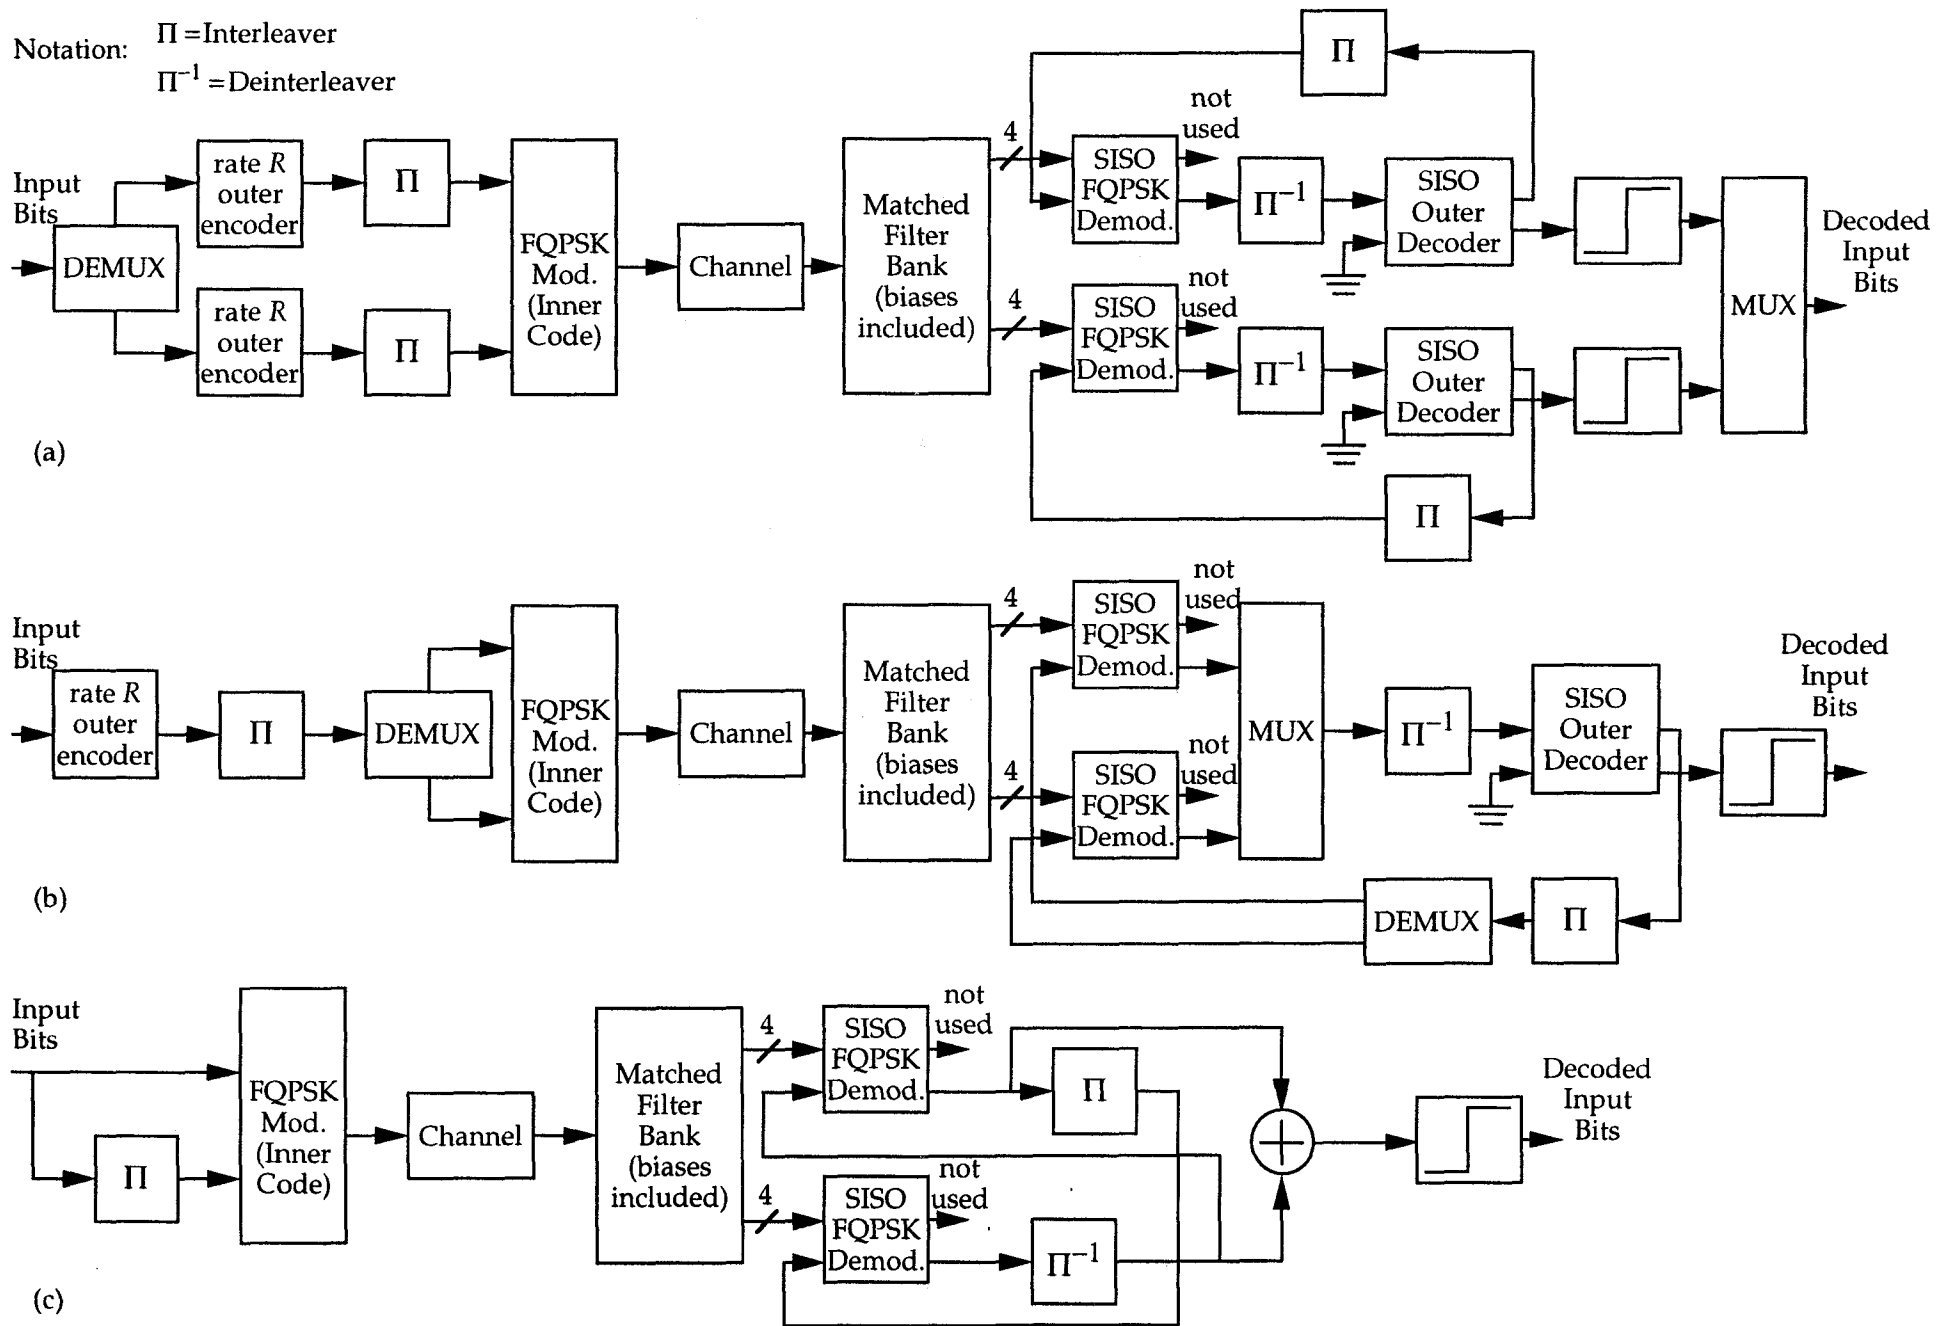 Notation:
Π =Interleaver
Π⁻¹ =Deinterleaver
Input
Bits
DEMUX
rate R
outer
encoder
Π
rate R
outer
encoder
Π
FQPSK
Mod.
(Inner
Code)
Channel
Matched
Filter
Bank
(biases
included)
4
4
SISO
FQPSK
Demod.
not
used
Π⁻¹
SISO
Outer
Decoder
Π
SISO
FQPSK
Demod.
not
used
Π⁻¹
SISO
Outer
Decoder
Π
MUX
Decoded
Input
Bits
(a)
Input
Bits
rate R
outer
encoder
Π
DEMUX
FQPSK
Mod.
(Inner
Code)
Channel
Matched
Filter
Bank
(biases
included)
4
4
SISO
FQPSK
Demod.
not
used
SISO
FQPSK
Demod.
not
used
MUX
Π⁻¹
SISO
Outer
Decoder
Decoded
Input
Bits
DEMUX
Π
(b)
Input
Bits
Π
FQPSK
Mod.
(Inner
Code)
Channel
Matched
Filter
Bank
(biases
included)
4
4
SISO
FQPSK
Demod.
not
used
Π
SISO
FQPSK
Demod.
not
used
Π⁻¹
Decoded
Input
Bits
(c)